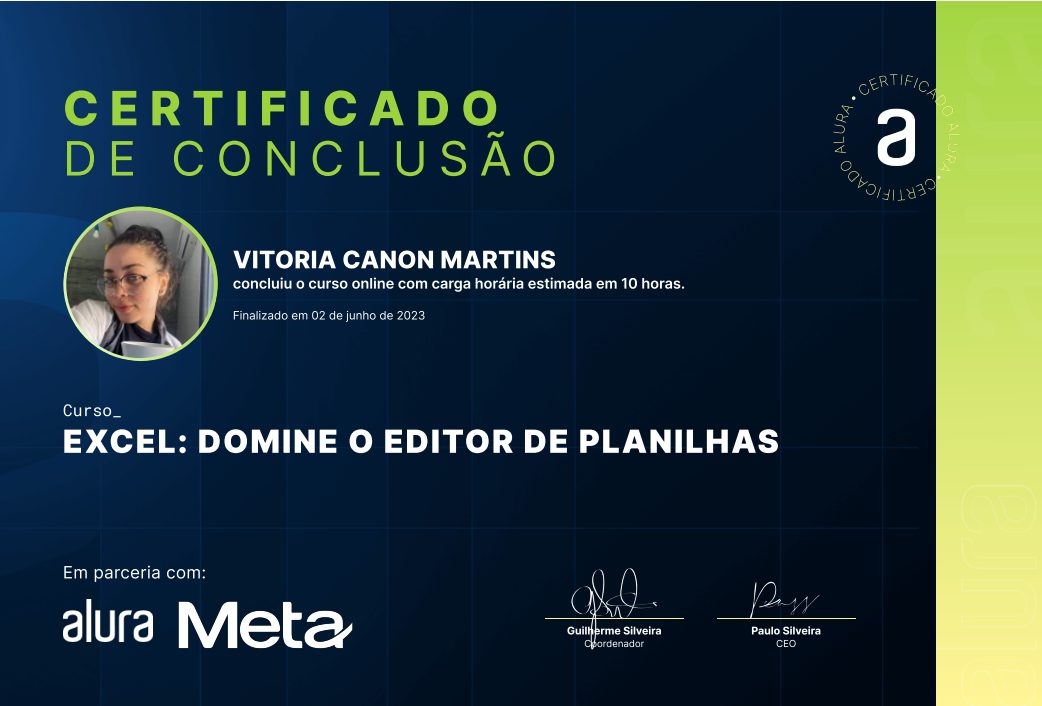 CERTIFICADO
DE CONCLUSÃO
CERTIFICADO ALURA • CERTIFICADO ALURA •
a
VITORIA CANON MARTINS
concluiu o curso online com carga horária estimada em 10 horas.
Finalizado em 02 de junho de 2023
Curso_
EXCEL: DOMINE O EDITOR DE PLANILHAS
Em parceria com:
alura Meta
Guilherme Silveira
Coordenador
Paulo Silveira
CEO
alura